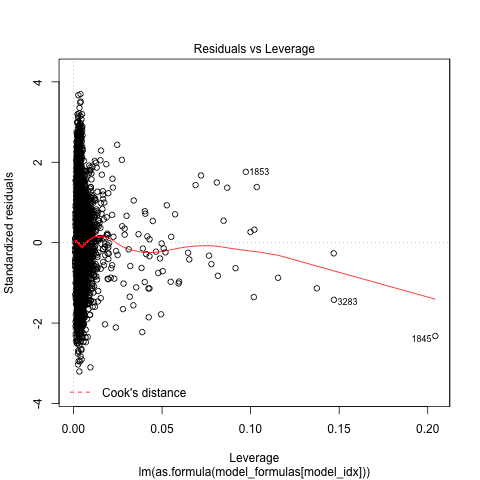 Residuals vs Leverage
Standardized residuals
4
2
0
-2
-4
1853
3283
1845
Cook's distance
0.00
0.05
0.10
0.15
0.20
Leverage
lm(as.formula(model_formulas[model_idx]))